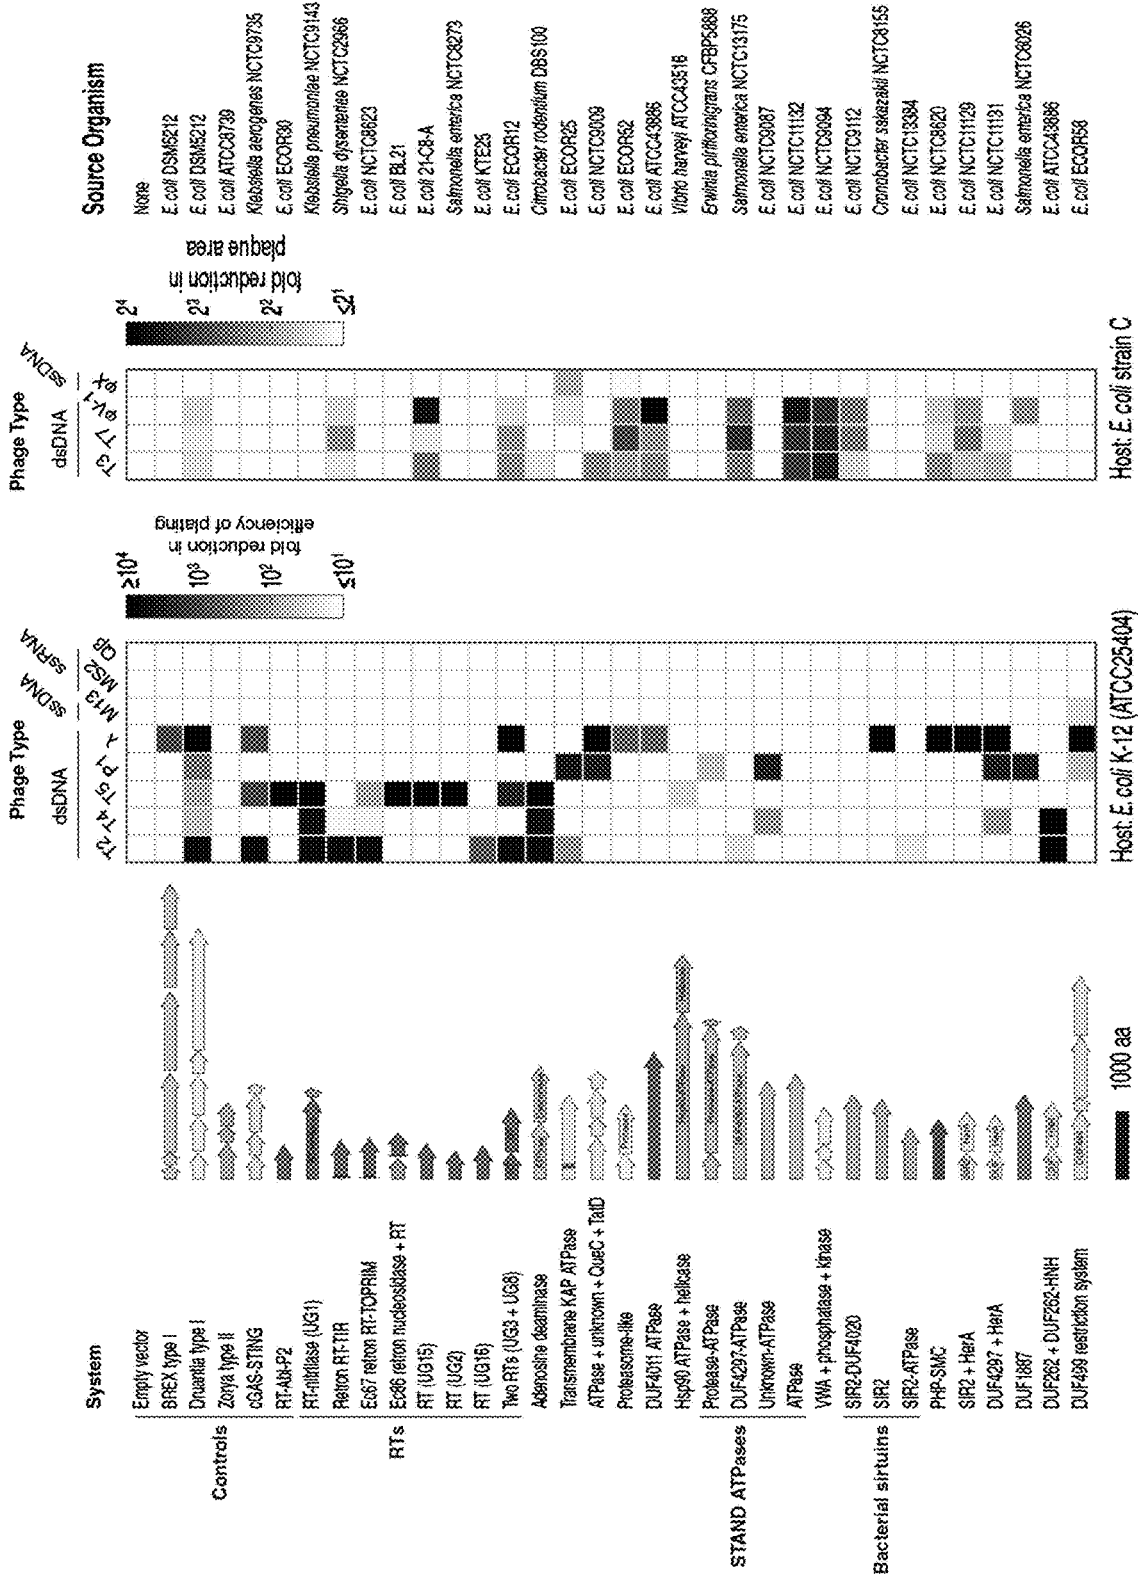 System
Empty vector
BREX type I
Druantia type I
Zorya type II
cGAS-STING
RT-Abi-P2
RT-nitrilase (UG1)
Retron RT-TIR
Ec67 retron RT-TOPRIM
Ec86 retron nucleosidase + RT
RT (UG15)
RT (UG2)
RT (UG16)
Two RTs (UG3 + UG8)
Adenosine deaminase
Transmembrane KAP ATPase
ATPase + unknown + QueC + TatD
Proteasome-like
DUF4011 ATPase
Hsp90 ATPase + helicase
Protease-ATPase
DUF4297-ATPase
Unknown-ATPase
ATPase
VWA + phosphatase + kinase
SIR2-DUF4020
SIR2
SIR2-ATPase
PHP-SMC
SIR2 + HerA
DUF4297 + HerA
DUF1887
DUF262 + DUF262-HNH
DUF499 restriction system
Controls
RTs
STAND ATPases
Bacterial sirtuins
1000 aa
Phage Type
dsDNA
ssDNA
ssRNA
T2
T4
T5
P1
λ
M13
MS2
Qβ
≥10⁴
10³
10²
≤10¹
fold reduction in
efficiency of plating
Host: E. coli K-12 (ATCC25404)
Phage Type
dsDNA
ssDNA
T3
T7
φV-1
φX
2⁴
2³
2²
≤2¹
fold reduction in
plaque area
Host: E. coli strain C
Source Organism
None
E. coli DSM5212
E. coli DSM5212
E. coli ATCC8739
Klebsiella aerogenes NCTC9735
E. coli ECOR30
Klebsiella pneumoniae NCTC9143
Shigella dysenteriae NCTC2966
E. coli NCTC8623
E. coli BL21
E. coli 21-C8-A
Salmonella enterica NCTC8273
E. coli KTE25
E. coli ECOR12
Citrobacter rodentium DBS100
E. coli ECOR25
E. coli NCTC9009
E. coli ECOR52
E. coli ATCC43886
Vibrio harveyi ATCC43516
Erwinia piriflorinigrans CFBP5888
Salmonella enterica NCTC13175
E. coli NCTC9087
E. coli NCTC11132
E. coli NCTC9094
E. coli NCTC9112
Cronobacter sakazakii NCTC8155
E. coli NCTC13384
E. coli NCTC8620
E. coli NCTC11129
E. coli NCTC11131
Salmonella enterica NCTC6026
E. coli ATCC43886
E. coli ECOR58